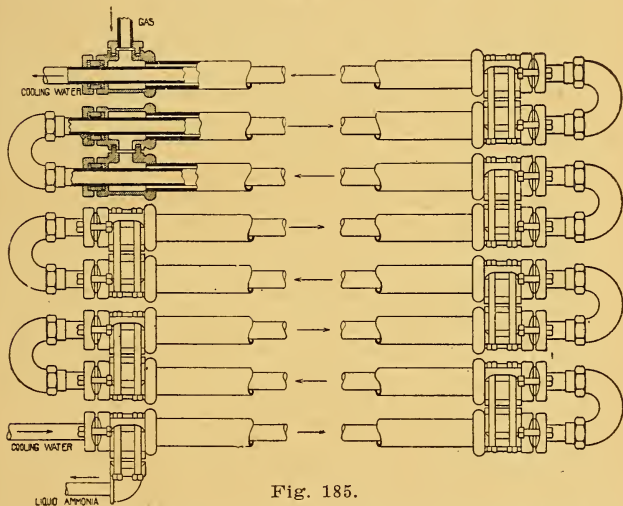 GAS
COOLING WATER
COOLING WATER
LIQUID AMMONIA
Fig. 185.